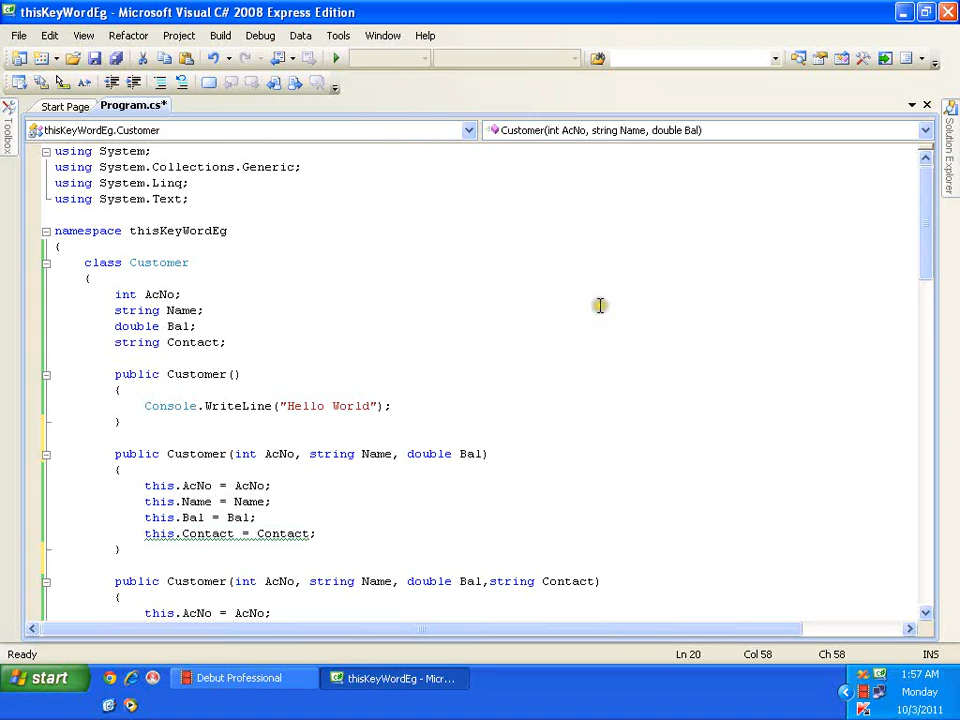 thisKeyWordEg - Microsoft Visual C# 2008 Express Edition
File Edit View Refactor Project Build Debug Data Tools Window Help
Start Page Program.cs*
thisKeyWordEg.Customer Customer(int AcNo, string Name, double Bal)
Toolbox
Solution Explorer
using System;
using System.Collections.Generic;
using System.Linq;
using System.Text;
namespace thisKeyWordEg
{
class Customer
{
int AcNo;
string Name;
double Bal;
string Contact;
public Customer()
{
Console.WriteLine("Hello World");
}
public Customer(int AcNo, string Name, double Bal)
{
this.AcNo = AcNo;
this.Name = Name;
this.Bal = Bal;
this.Contact = Contact;
}
public Customer(int AcNo, string Name, double Bal,string Contact)
{
this.AcNo = AcNo;
Ready Ln 20 Col 58 Ch 58 INS
start Debut Professional thisKeyWordEg - Mic... 1:57 AM
Monday
10/3/2011